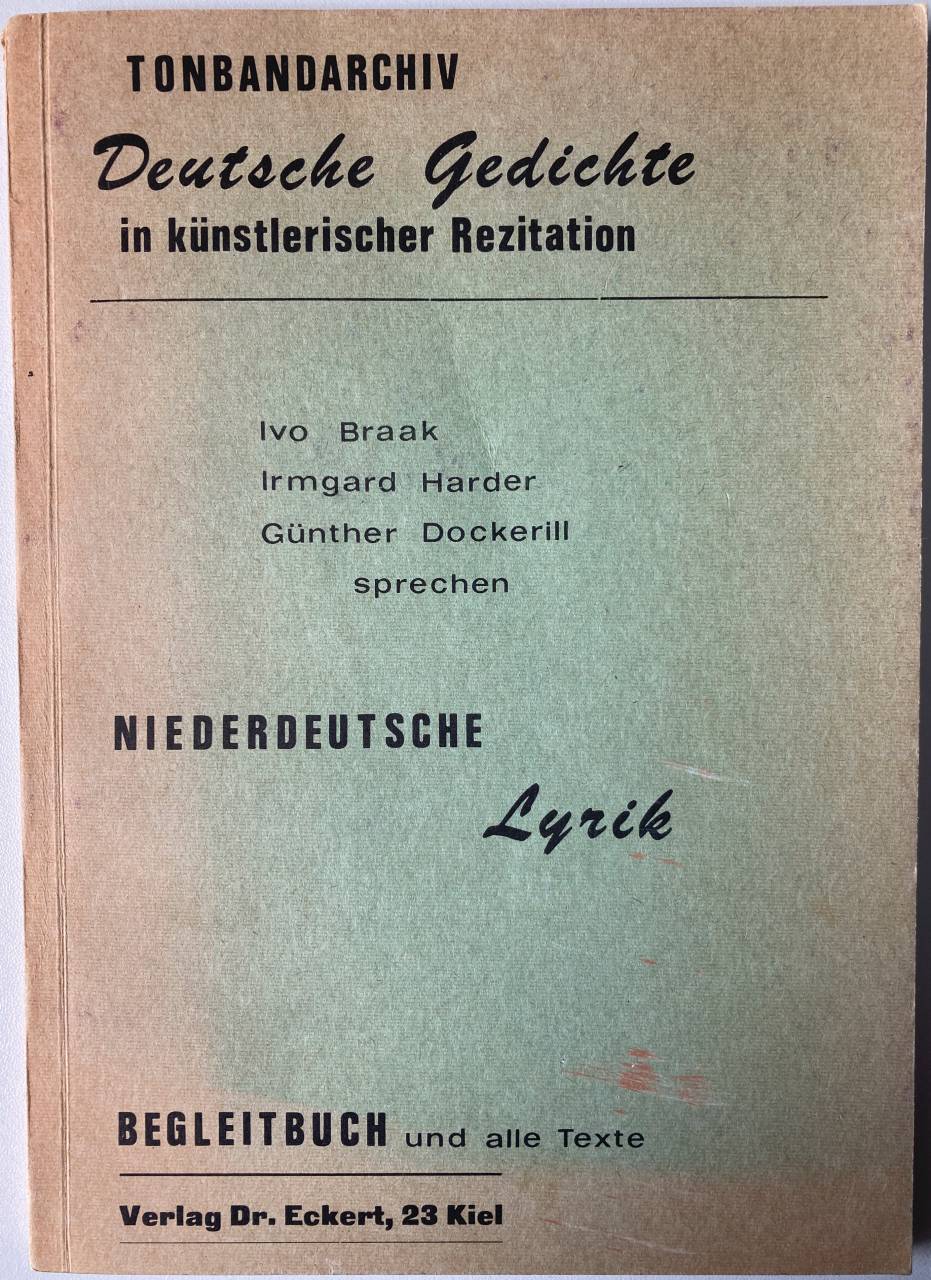 TONBANDARCHIV
Deutsche Gedichte
in künstlerischer Rezitation
Ivo Braak
Irmgard Harder
Günther Dockerill
sprechen
NIEDERDEUTSCHE
Lyrik
BEGLEITBUCH und alle Texte
Verlag Dr. Eckert, 23 Kiel